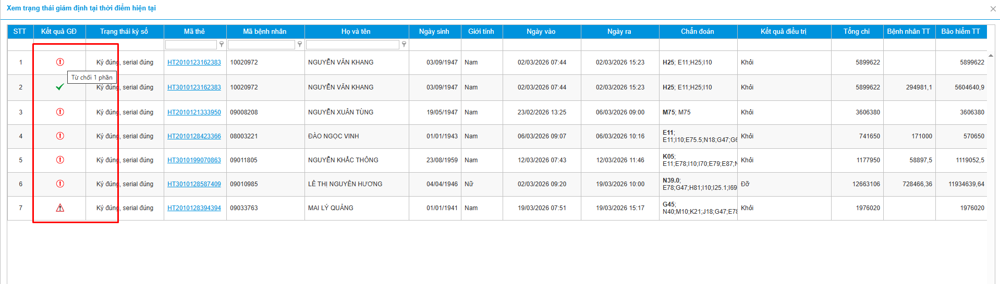 Xem trạng thái giám định tại thời điểm hiện tại
STT Kết quả GĐ Trạng thái ký số Mã thẻ Mã bệnh nhân Họ và tên Ngày sinh Giới tính Ngày vào Ngày ra Chẩn đoán Kết quả điều trị Tổng chi Bệnh nhân TT Bảo hiểm TT
1 Ký đúng, serial đúng HT2010123162383 10020972 NGUYỄN VĂN KHANG 03/09/1947 Nam 02/03/2026 07:44 02/03/2026 15:23 H25; E11;H25;I10 Khỏi 5899622 5899622
Từ chối 1 phần
2 Ký đúng, serial đúng HT3010123162383 10020972 NGUYỄN VĂN KHANG 03/09/1947 Nam 02/03/2026 07:44 02/03/2026 15:23 H25; E11;H25;I10 Khỏi 5899622 294981,1 5604640,9
3 Ký đúng, serial đúng HT2010121333950 09008208 NGUYỄN XUÂN TÙNG 19/05/1947 Nam 23/02/2026 13:25 06/03/2026 09:00 M75; M75 Khỏi 3606380 3606380
4 Ký đúng, serial đúng HT2010128423366 08003221 ĐÀO NGỌC VINH 01/01/1943 Nam 06/03/2026 09:07 06/03/2026 10:16 E11; Khỏi 741650 171000 570650
E11;I10;E75.5;N18;G47;G6
5 Ký đúng, serial đúng HT3010199070863 09011805 NGUYỄN KHẮC THÔNG 23/08/1959 Nam 12/03/2026 07:43 12/03/2026 11:46 K05; Khỏi 1177950 58897,5 1119052,5
E11;E78;I10;I70;E79;E87;N
6 Ký đúng, serial đúng HT3010128587409 09010985 LÊ THỊ NGUYÊN HƯƠNG 04/04/1946 Nữ 02/03/2026 09:20 19/03/2026 10:00 N39.0; Đỡ 12663106 728466,36 11934639,64
E78;G47;H81;I10;I25.1;I69
7 Ký đúng, serial đúng HT2010128394394 09033763 MAI LÝ QUẢNG 01/01/1941 Nam 19/03/2026 07:51 19/03/2026 15:17 G45; Khỏi 1976020 1976020
N40;M10;K21;J18;G47;E78